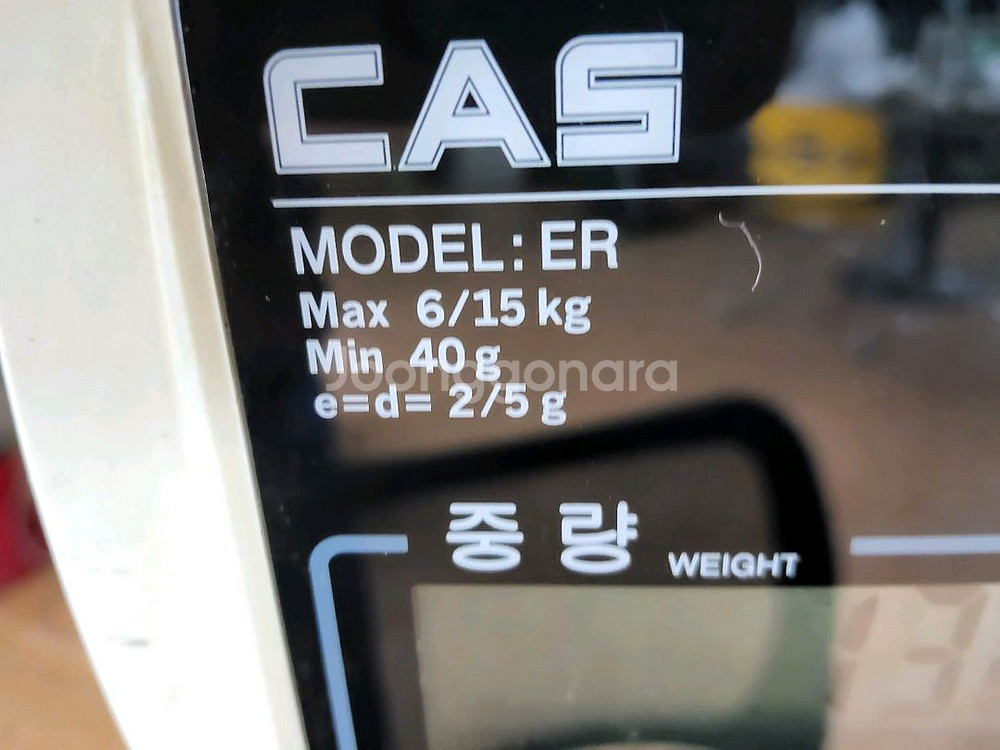 CAS
MODEL : ER
Max 6/15 kg
Min 40 g
Joonggonara
e=d= 2/5 g
중 량 WEIGHT